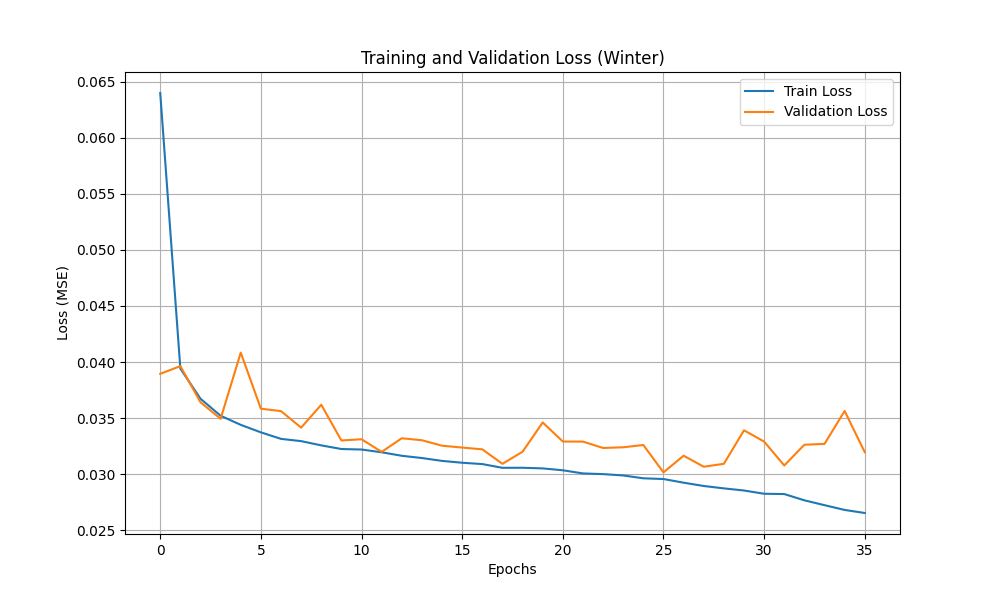 Training and Validation Loss (Winter)
Train Loss
Validation Loss
Loss (MSE)
0.065
0.060
0.055
0.050
0.045
0.040
0.035
0.030
0.025
0 5 10 15 20 25 30 35
Epochs